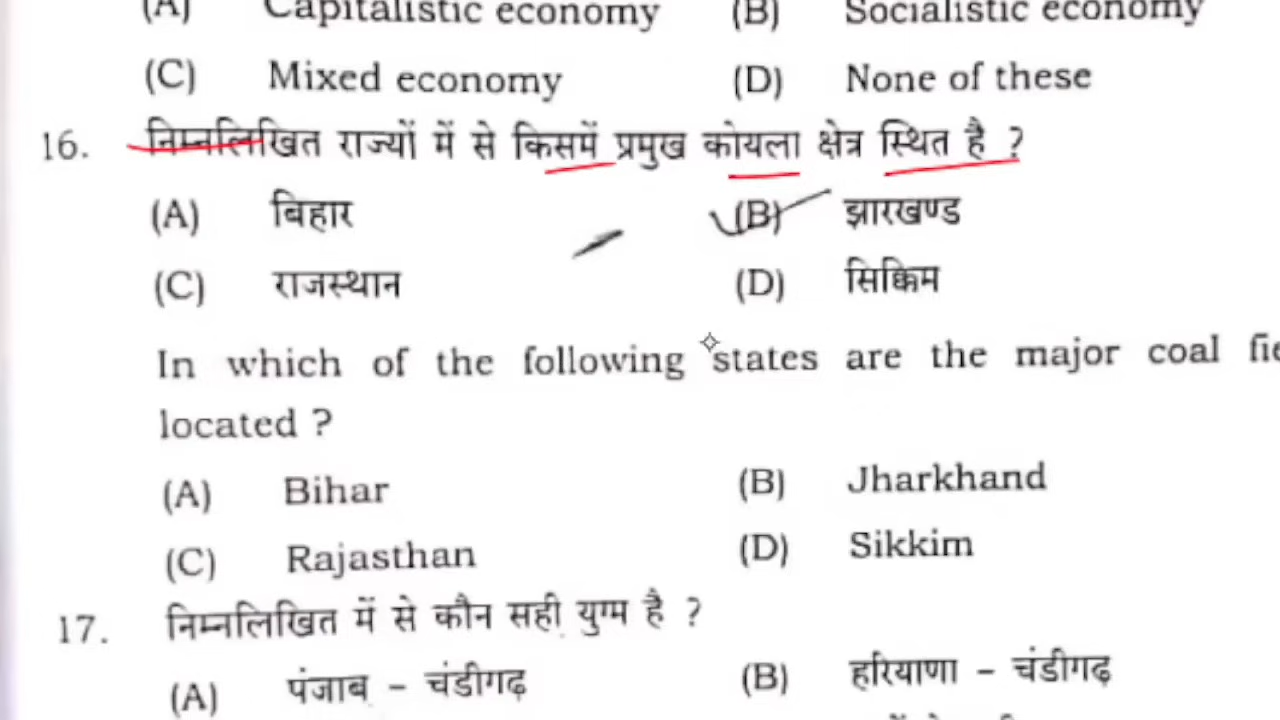 (A) Capitalistic economy (B) Socialistic economy
(C) Mixed economy (D) None of these
16. निम्नलिखित राज्यों में से किसमें प्रमुख कोयला क्षेत्र स्थित है ?
(A) बिहार (B) झारखण्ड
(C) राजस्थान (D) सिक्किम
In which of the following states are the major coal
located ?
(A) Bihar (B) Jharkhand
(C) Rajasthan (D) Sikkim
17. निम्नलिखित में से कौन सही युग्म है ?
(A) पंजाब - चंडीगढ़ (B) हरियाणा - चंडीगढ़